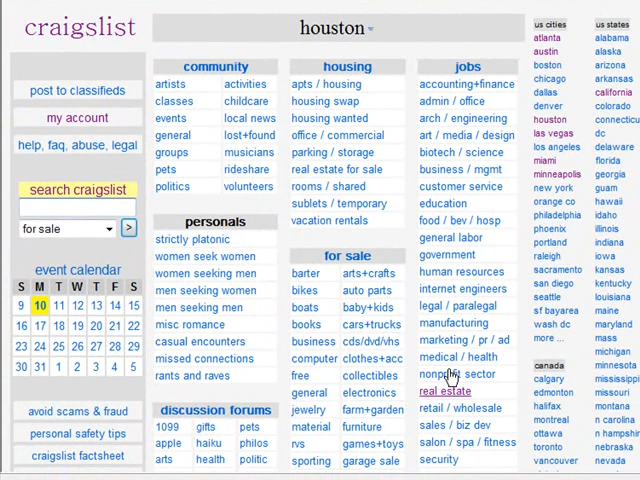 craigslist
post to classifieds
my account
help, faq, abuse, legal
search craigslist
for sale
>
event calendar
S M T W T F S
9 10 11 12 13 14 15
16 17 18 19 20 21 22
23 24 25 26 27 28 29
30 31 1 2 3 4 5
avoid scams & fraud
personal safety tips
craigslist factsheet
houston
community
artists activities
classes childcare
events local news
general lost+found
groups musicians
pets rideshare
politics volunteers
personals
strictly platonic
women seek women
women seeking men
men seeking women
men seeking men
misc romance
casual encounters
missed connections
rants and raves
discussion forums
1099 gifts pets
apple haiku philos
arts health politic
housing
apts / housing
housing swap
housing wanted
office / commercial
parking / storage
real estate for sale
rooms / shared
sublets / temporary
vacation rentals
for sale
barter arts+crafts
bikes auto parts
boats baby+kids
books cars+trucks
business cds/dvd/vhs
computer clothes+acc
free collectibles
general electronics
jewelry farm+garden
material furniture
rvs games+toys
sporting garage sale
jobs
accounting+finance
admin / office
arch / engineering
art / media / design
biotech / science
business / mgmt
customer service
education
food / bev / hosp
general labor
government
human resources
internet engineers
legal / paralegal
manufacturing
marketing / pr / ad
medical / health
nonprofit sector
real estate
retail / wholesale
sales / biz dev
salon / spa / fitness
security
us cities
atlanta
austin
boston
chicago
dallas
denver
houston
las vegas
los angeles
miami
minneapolis
new york
orange co
philadelphia
phoenix
portland
raleigh
sacramento
san diego
seattle
sf bayarea
wash dc
more ...
canada
calgary
edmonton
halifax
montreal
ottawa
toronto
vancouver
us states
alabama
alaska
arizona
arkansas
california
colorado
connecticu
dc
delaware
florida
georgia
guam
hawaii
idaho
illinois
indiana
iowa
kansas
kentucky
louisiana
maine
maryland
mass
michigan
minnesota
mississippi
missouri
montana
n carolina
n hampshir
nebraska
nevada